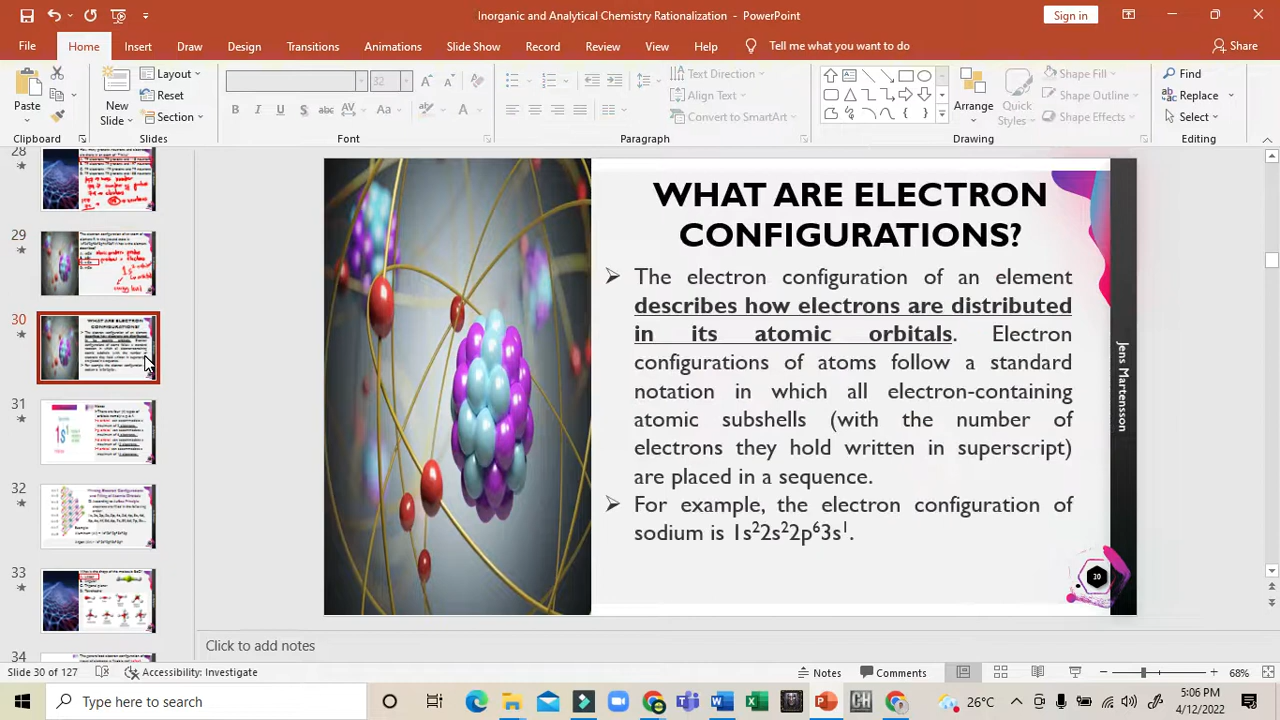 Inorganic and Analytical Chemistry Rationalization - PowerPoint
Sign in
File Home Insert Draw Design Transitions Animations Slide Show Record Review View Help Tell me what you want to do Share
Paste
New Slide
Layout
Reset
Section
32
B I U S abc AV
Aa
Text Direction
Align Text
Convert to SmartArt
Arrange
Quick Styles
Shape Fill
Shape Outline
Shape Effects
Find
Replace
Select
Clipboard Slides Font Paragraph Drawing Editing
28
29
30
31
32
33
34
WHAT ARE ELECTRON
CONFIGURATIONS?
➢ The electron configuration of an element
describes how electrons are distributed
in its atomic orbitals. Electron
configurations of atoms follow a standard
notation in which all electron-containing
atomic subshells (with the number of
electrons they hold written in superscript)
are placed in a sequence.
➢ For example, the electron configuration of
sodium is 1s²2s²2p⁶3s¹.
Jens Martensson
30
Click to add notes
Slide 30 of 127 Accessibility: Investigate Notes Comments 68%
Type here to search
26°C
5:06 PM
4/12/2022